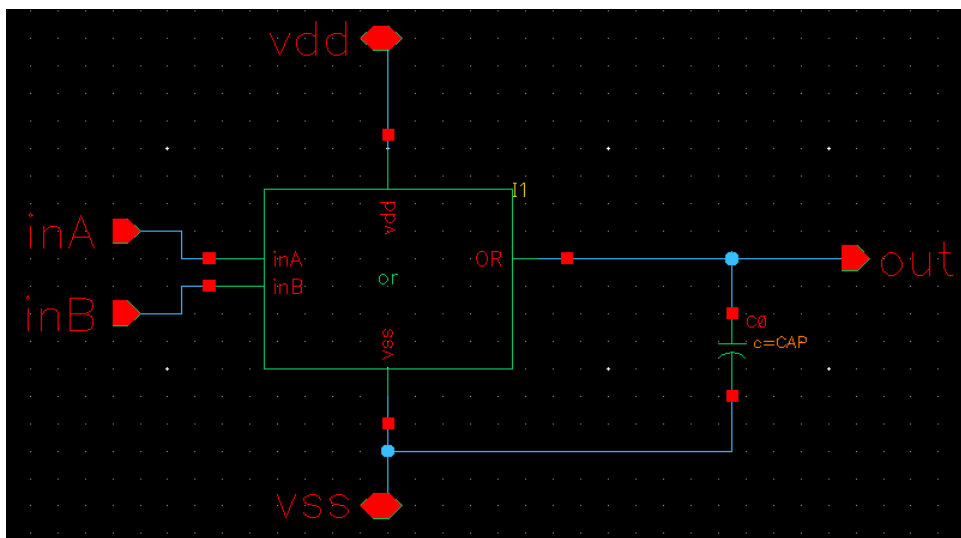 vdd
I1
vdd
inA
inA
OR
out
or
inB
inB
vss
C0
c=CAP
vss